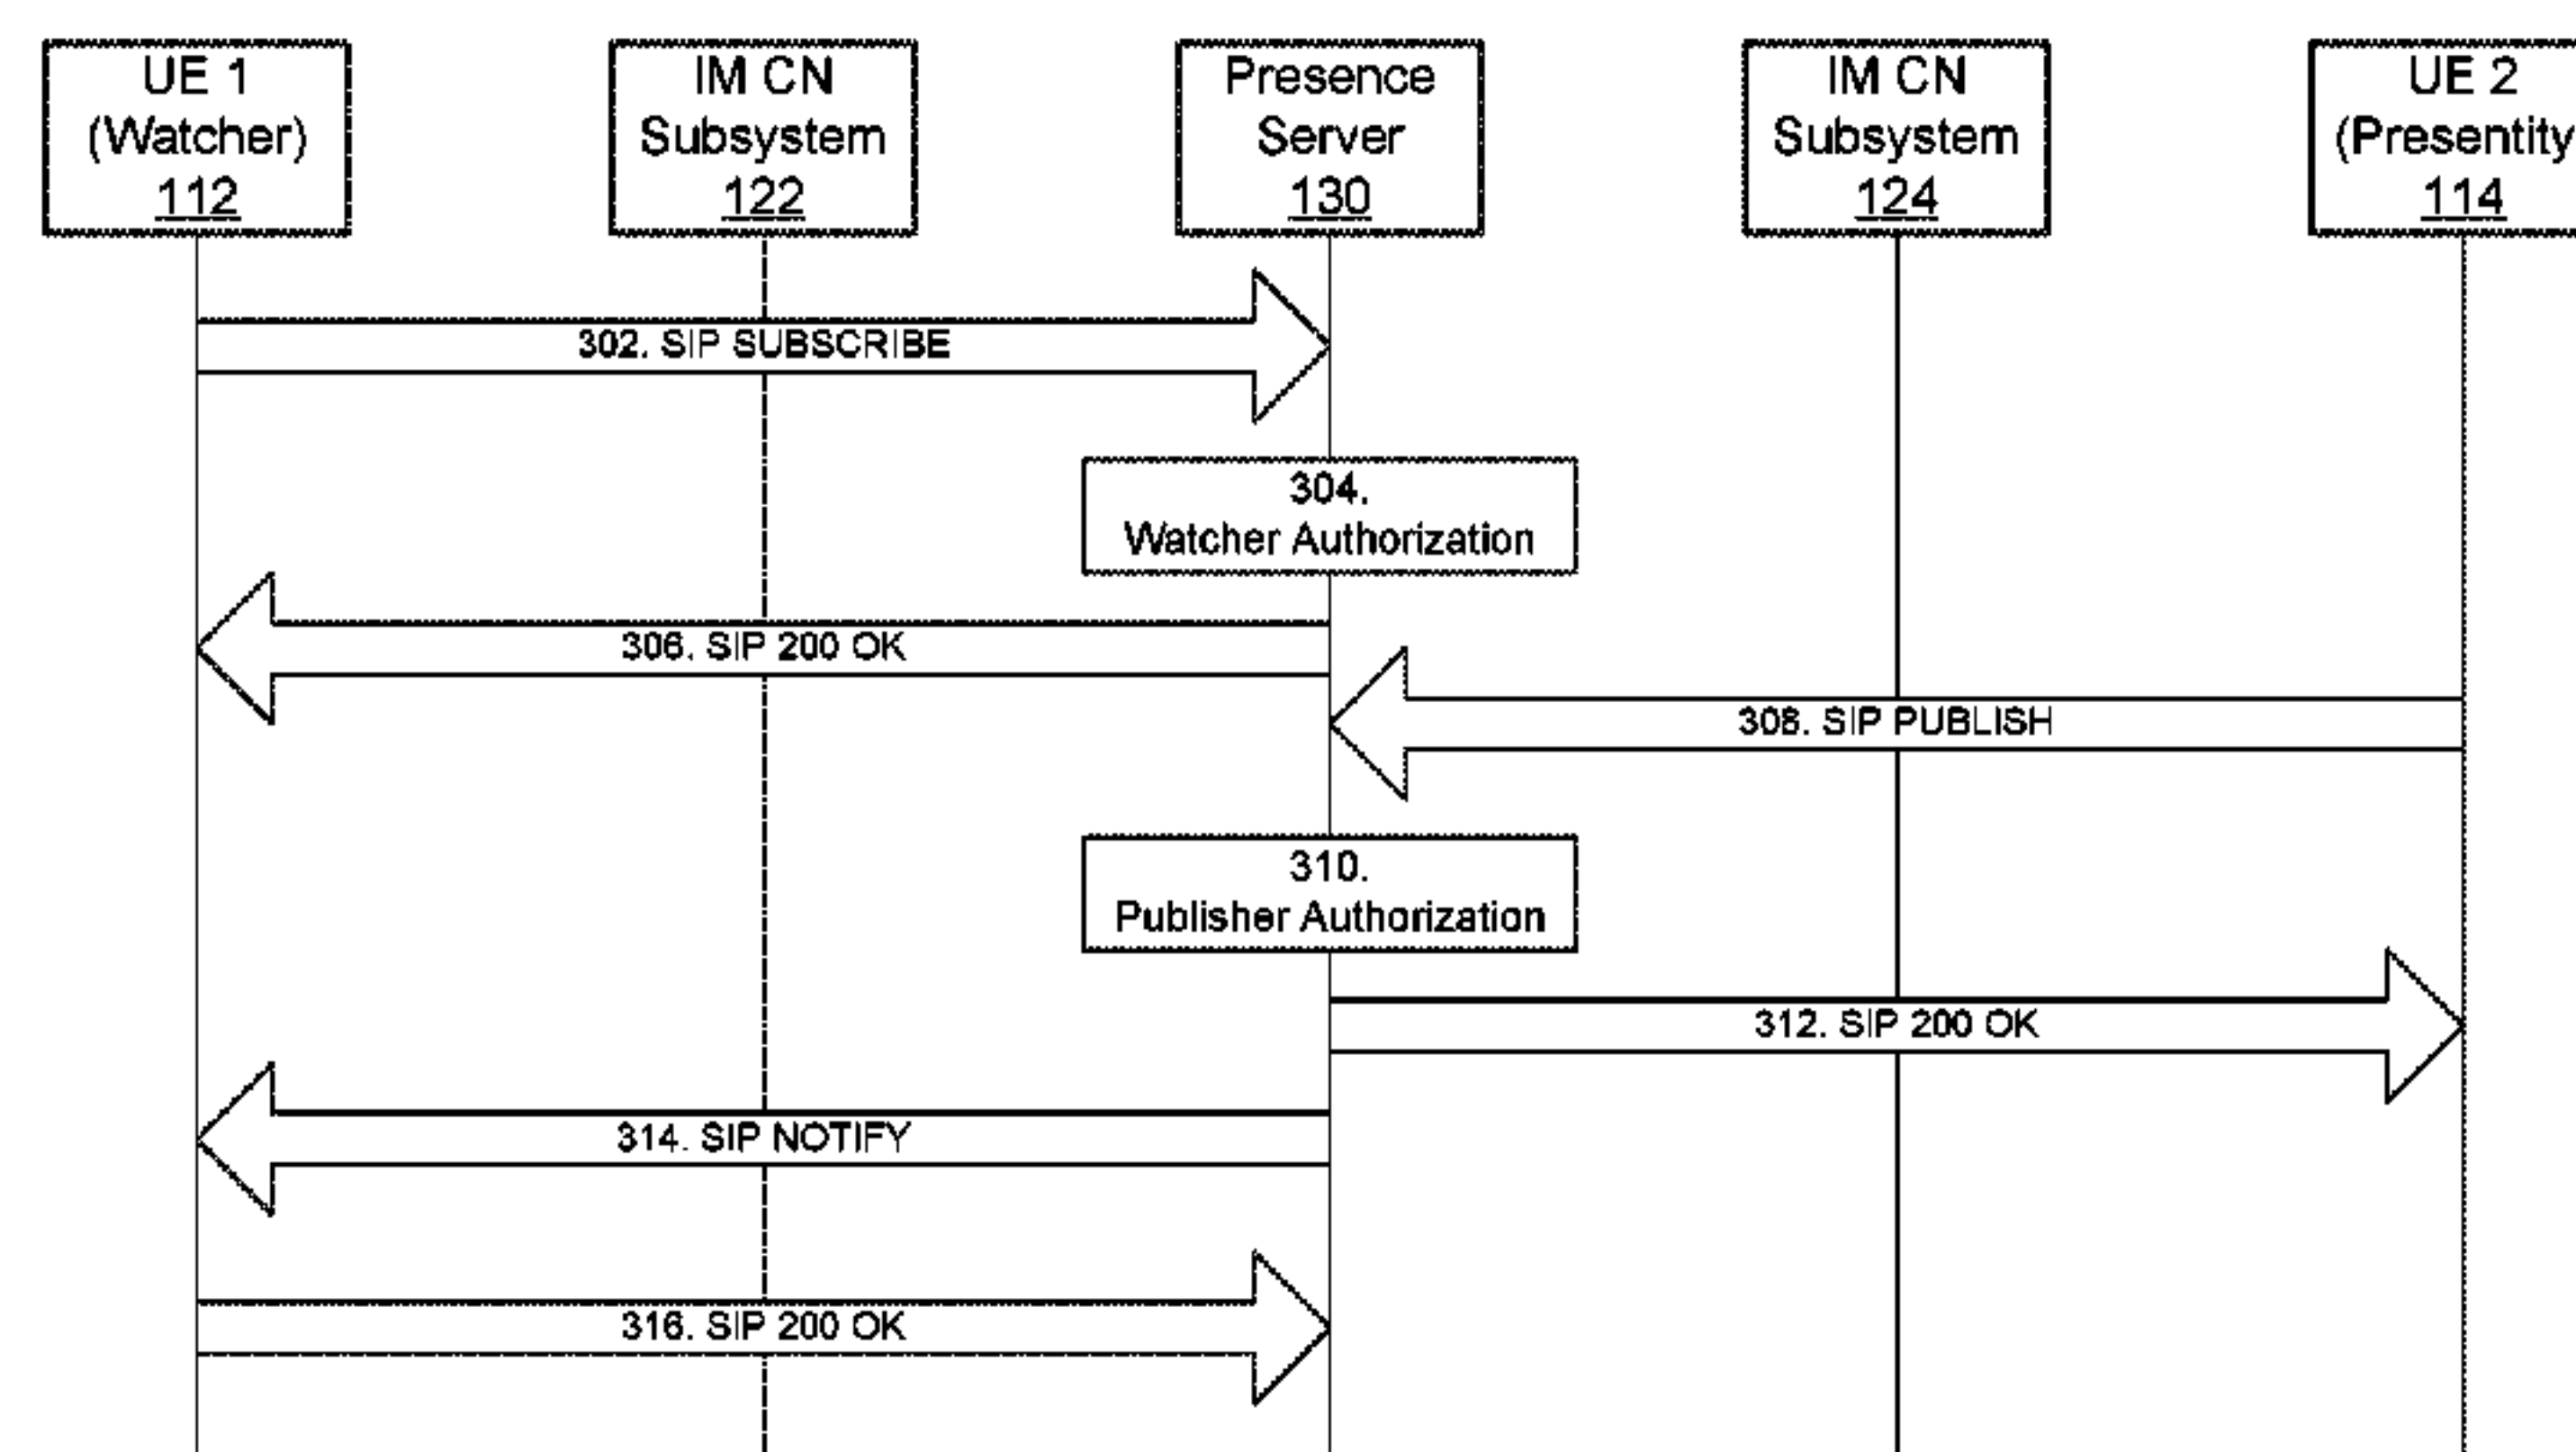 UE 1
(Watcher)
112
IM CN
Subsystem
122
Presence
Server
130
IM CN
Subsystem
124
UE 2
(Presentity
114
302. SIP SUBSCRIBE
304.
Watcher Authorization
306. SIP 200 OK
308. SIP PUBLISH
310.
Publisher Authorization
312. SIP 200 OK
314. SIP NOTIFY
316. SIP 200 OK